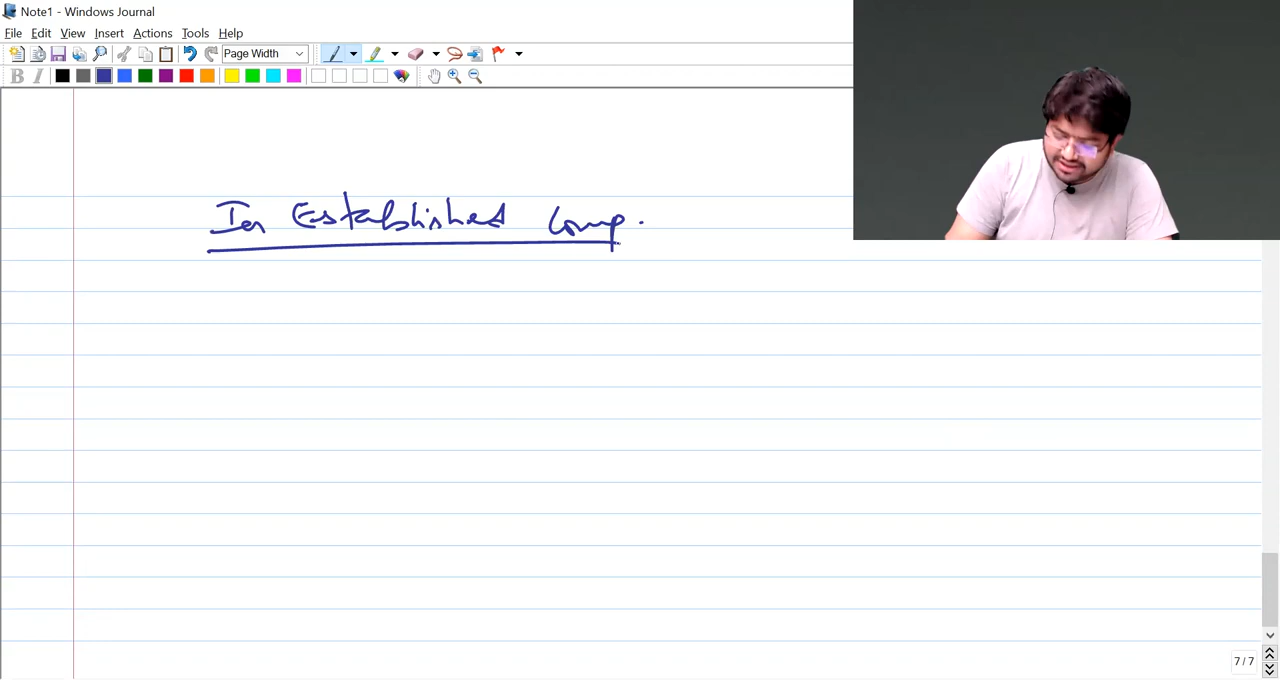 Note1 - Windows Journal
File Edit View Insert Actions Tools Help
Page Width
B I
In Established Comp.
7 / 7